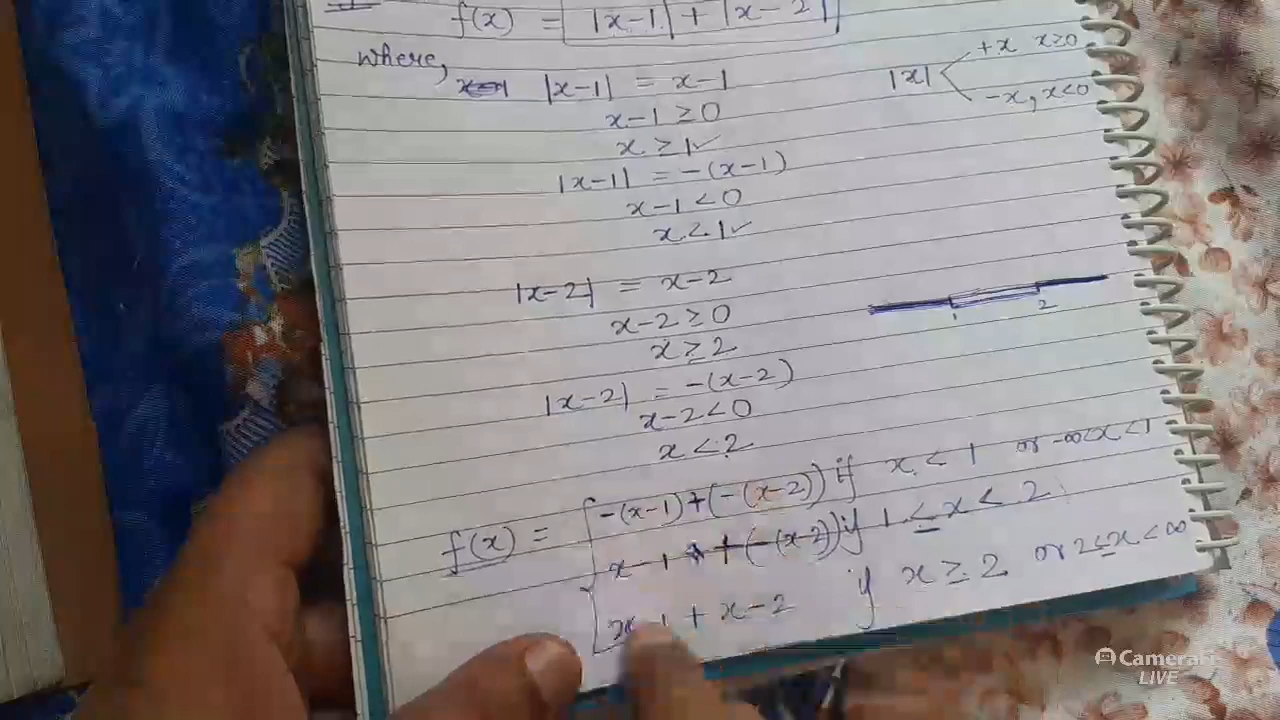 f(x) = |x-1| + |x-2|
where,
|x-1| = x-1
|x| +x x≥0
-x, x<0
x-1 ≥ 0
x ≥ 1 ✓
|x-1| = -(x-1)
x-1 < 0
x < 1 ✓
|x-2| = x-2
x-2 ≥ 0
x ≥ 2
1 2
|x-2| = -(x-2)
x-2 < 0
x < 2
f(x) = { -(x-1) + (-(x-2)) if x < 1 or -∞<x<1
x-1 + (-(x-2)) if 1 ≤ x < 2
x-1 + x-2 if x ≥ 2 or 2≤x<∞
CameraFi
LIVE